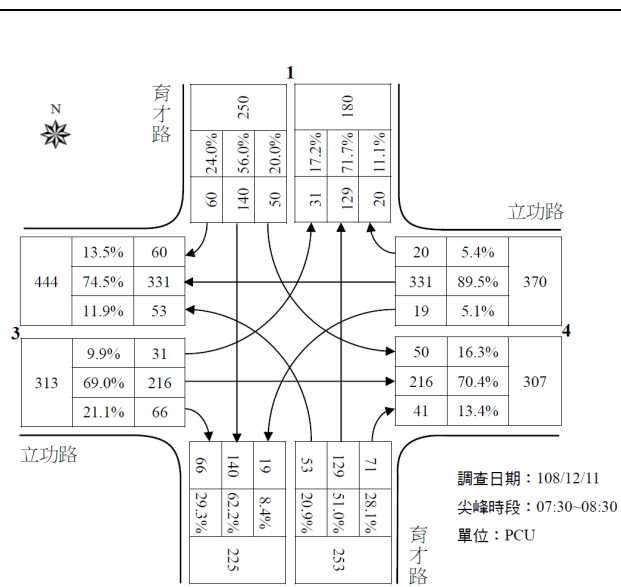 1
N
育才路
250
180
24.0% 56.0% 20.0%
17.2% 71.7% 11.1%
60 140 50
31 129 20
立功路
444
13.5% 60
74.5% 331
11.9% 53
20 5.4%
331 89.5%
19 5.1%
370
3
4
313
9.9% 31
69.0% 216
21.1% 66
50 16.3%
216 70.4%
41 13.4%
307
立功路
66 140 19
53 129 71
29.3% 62.2% 8.4%
20.9% 51.0% 28.1%
225
253
育才路
調查日期：108/12/11
尖峰時段：07:30~08:30
單位：PCU